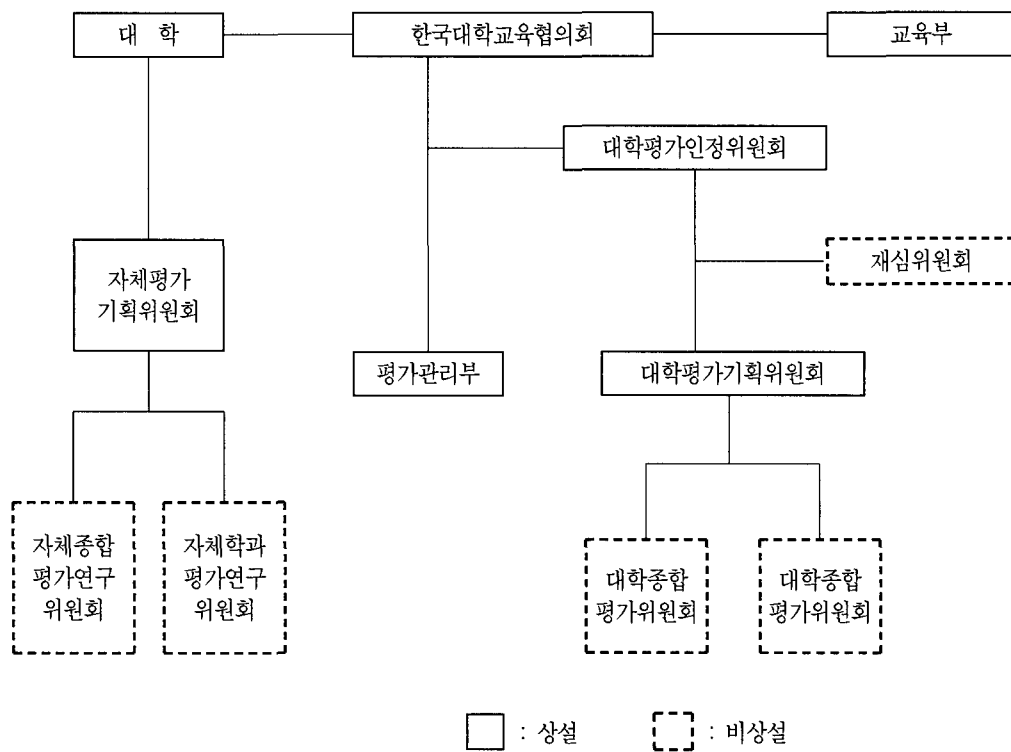 대 학
한국대학교육협의회
교육부
대학평가인정위원회
재심위원회
자체평가
기획위원회
평가관리부
대학평가기획위원회
자체종합
평가연구
위원회
자체학과
평가연구
위원회
대학종합
평가위원회
대학종합
평가위원회
: 상설
: 비상설